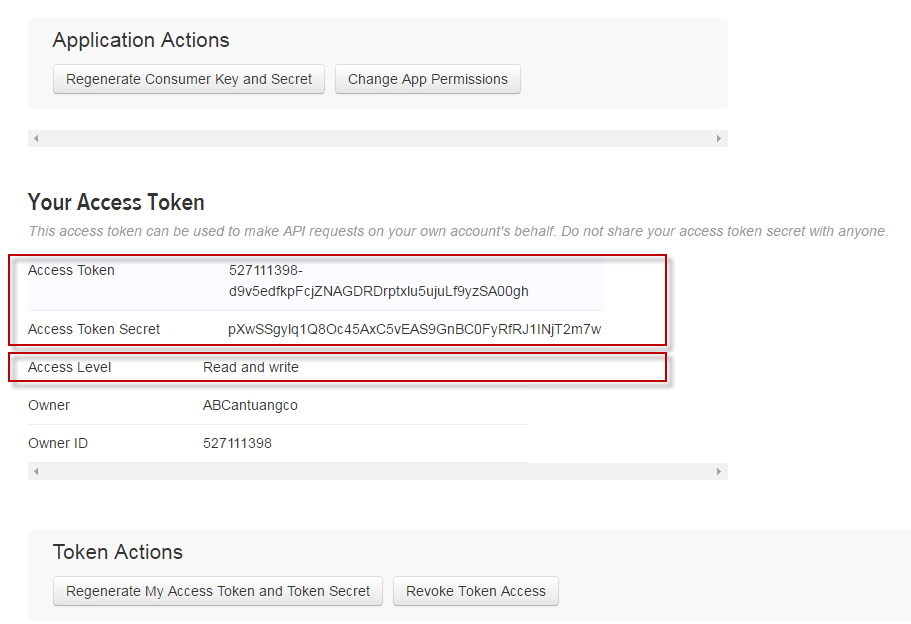 Application Actions
Regenerate Consumer Key and Secret
Change App Permissions
Your Access Token
This access token can be used to make API requests on your own account's behalf. Do not share your access token secret with anyone.
Access Token
527111398-
d9v5edfkpFcjZNAGDRDrptxlu5ujuLf9yzSA00gh
Access Token Secret
pXwSSgylq1Q8Oc45AxC5vEAS9GnBC0FyRfRJ1INjT2m7w
Access Level
Read and write
Owner
ABCantuangco
Owner ID
527111398
Token Actions
Regenerate My Access Token and Token Secret
Revoke Token Access